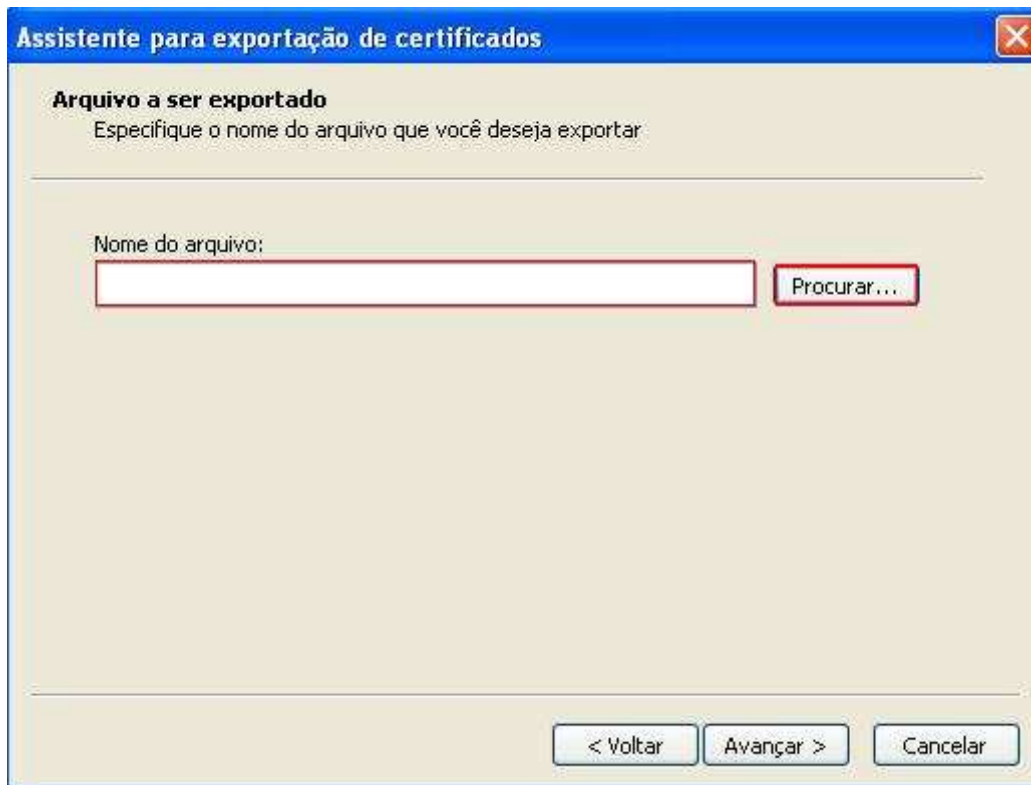 Assistente para exportação de certificados
Arquivo a ser exportado
Especifique o nome do arquivo que você deseja exportar
Nome do arquivo:
Procurar...
< Voltar
Avançar >
Cancelar